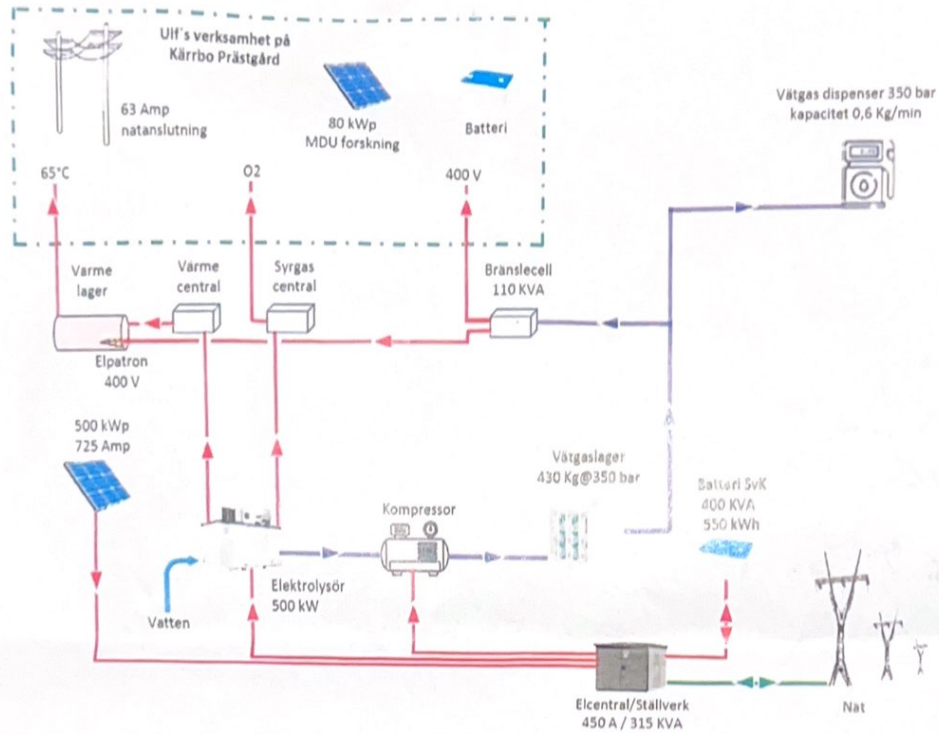 Ulf´s verksamhet på
Kärrbo Prästgård
63 Amp
natanslutning
80 kWp
MDU forskning
Batteri
Vätgas dispenser 350 bar
kapacitet 0,6 Kg/min
65°C
O2
400 V
Varme
lager
Varme
central
Syrgas
central
Bränslecell
110 KVA
Elpatron
400 V
500 kWp
725 Amp
Vätgaslager
430 Kg@350 bar
Batteri SvK
400 KVA
550 kWh
Kompressor
Elektrolysör
500 kW
Vatten
Elcentral/Ställverk
450 A / 315 KVA
Nät